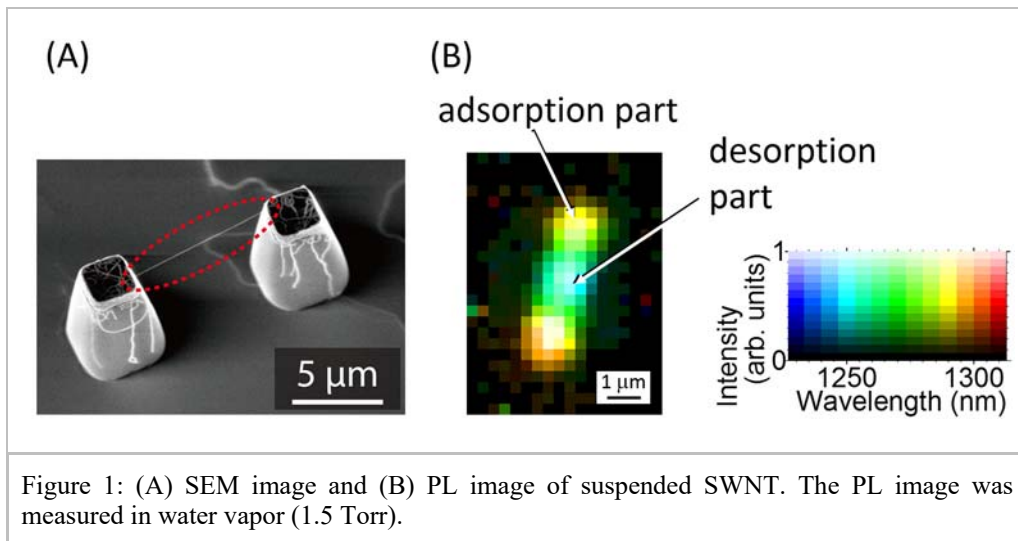 (A)
(B)
adsorption part
desorption
part
5 μm
1 μm
Intensity
(arb. units)
1
0
1250
1300
Wavelength (nm)
Figure 1: (A) SEM image and (B) PL image of suspended SWNT. The PL image was
measured in water vapor (1.5 Torr).